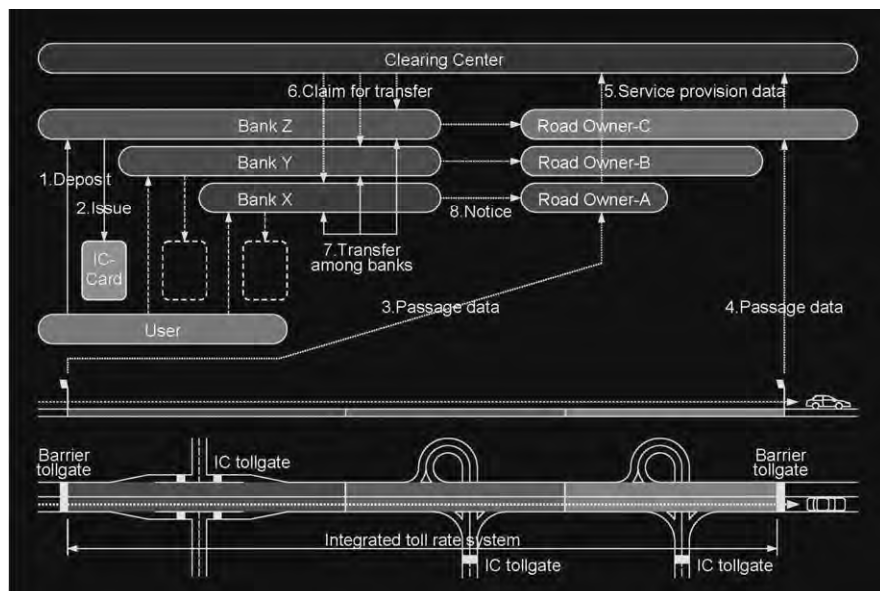 Clearing Center
6.Claim for transfer
5.Service provision data
Bank Z
Road Owner-C
Bank Y
Road Owner-B
1.Deposit
2.Issue
Bank X
Road Owner-A
8.Notice
IC-
Card
7.Transfer
among banks
3.Passage data
4.Passage data
User
Barrier
tollgate
IC tollgate
Barrier
tollgate
Integrated toll rate system
IC tollgate
IC tollgate